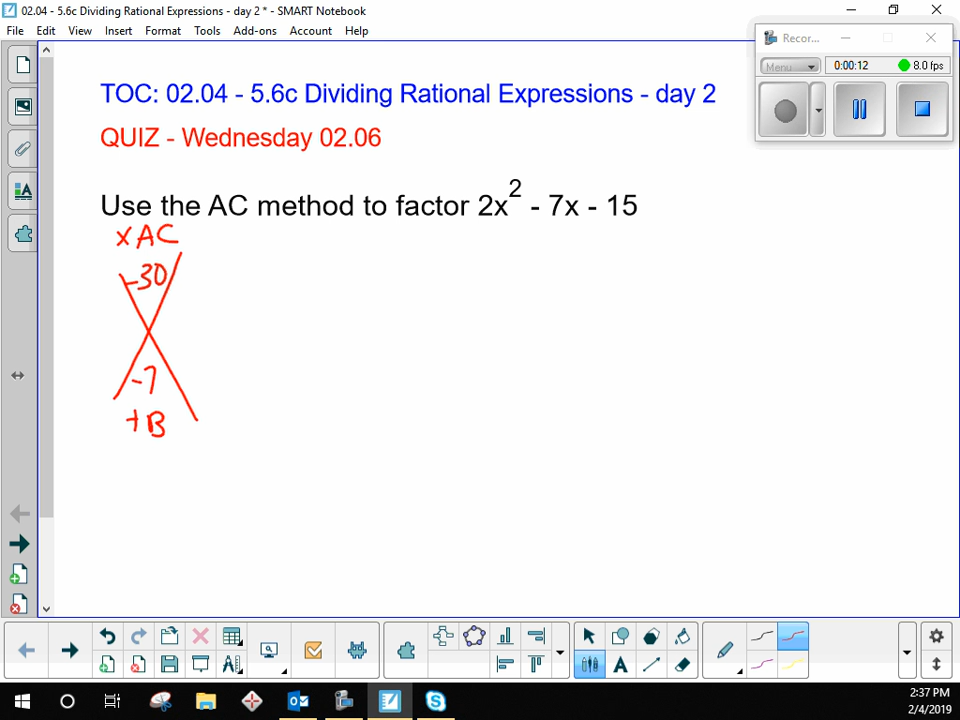 02.04 - 5.6c Dividing Rational Expressions - day 2 * - SMART Notebook
File Edit View Insert Format Tools Add-ons Account Help
Recor...
Menu 0:00:12 8.0 fps
TOC: 02.04 - 5.6c Dividing Rational Expressions - day 2
QUIZ - Wednesday 02.06
Use the AC method to factor 2x² - 7x - 15
x AC
-30
-7
+B
2:37 PM
2/4/2019